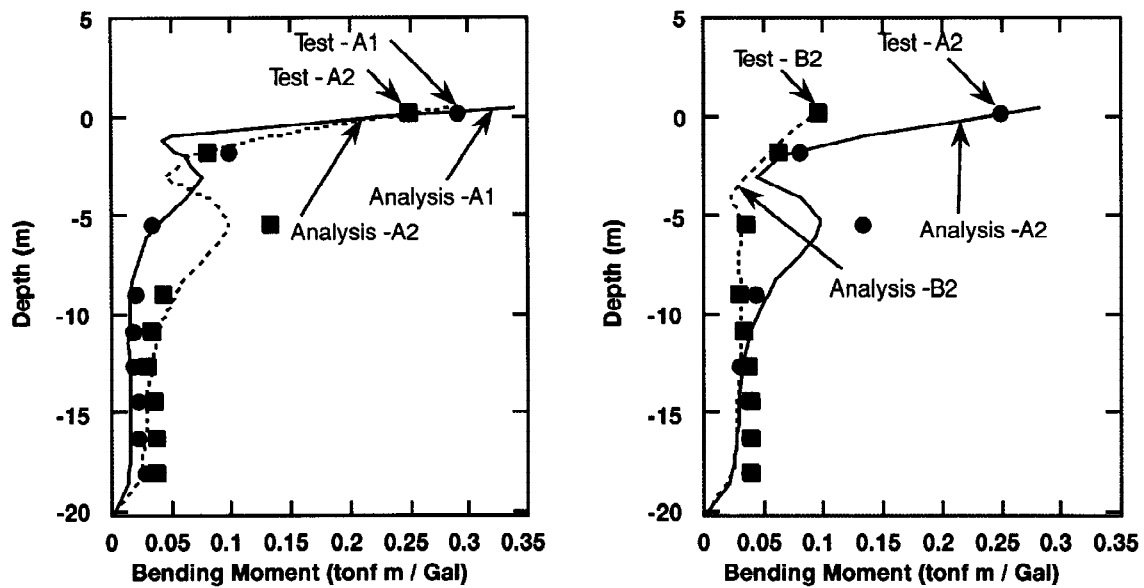 5
0
-5
-10
-15
-20
Depth (m)
0 0.05 0.1 0.15 0.2 0.25 0.3 0.35
Bending Moment (tonf m / Gal)
Test - A1
Test - A2
Analysis -A1
Analysis -A2
5
0
-5
-10
-15
-20
Depth (m)
0 0.05 0.1 0.15 0.2 0.25 0.3 0.35
Bending Moment (tonf m / Gal)
Test - A2
Test - B2
Analysis -A2
Analysis -B2